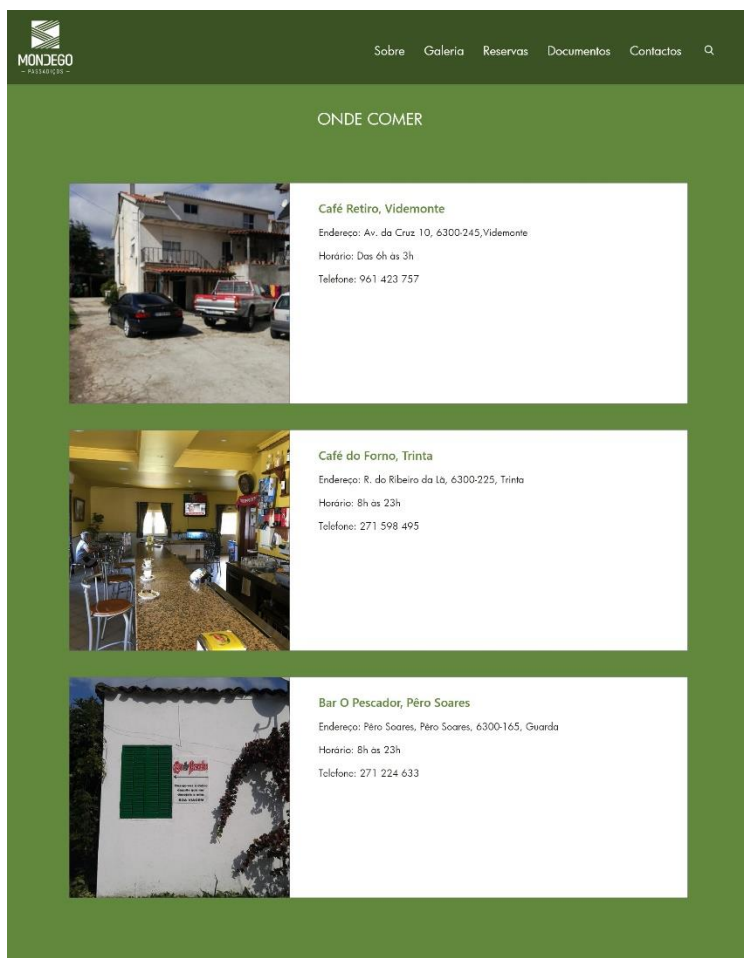 MONDEGO
– PASSADIÇOS –
Sobre Galeria Reservas Documentos Contactos
ONDE COMER
Café Retiro, Videmonte
Endereço: Av. da Cruz 10, 6300-245,Videmonte
Horário: Das 6h às 3h
Telefone: 961 423 757
Café do Forno, Trinta
Endereço: R. do Ribeiro da Lã, 6300-225, Trinta
Horário: 8h às 23h
Telefone: 271 598 495
Bar O Pescador, Pêro Soares
Endereço: Pêro Soares, Pêro Soares, 6300-165, Guarda
Horário: 8h às 23h
Telefone: 271 224 633